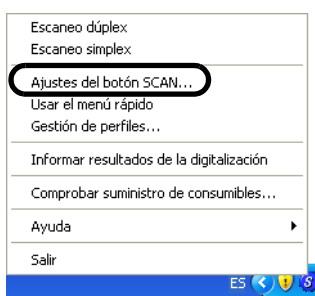 Escaneo dúplex
Escaneo simplex
Ajustes del botón SCAN...
Usar el menú rápido
Gestión de perfiles...
Informar resultados de la digitalización
Comprobar suministro de consumibles...
Ayuda
Salir
ES
S